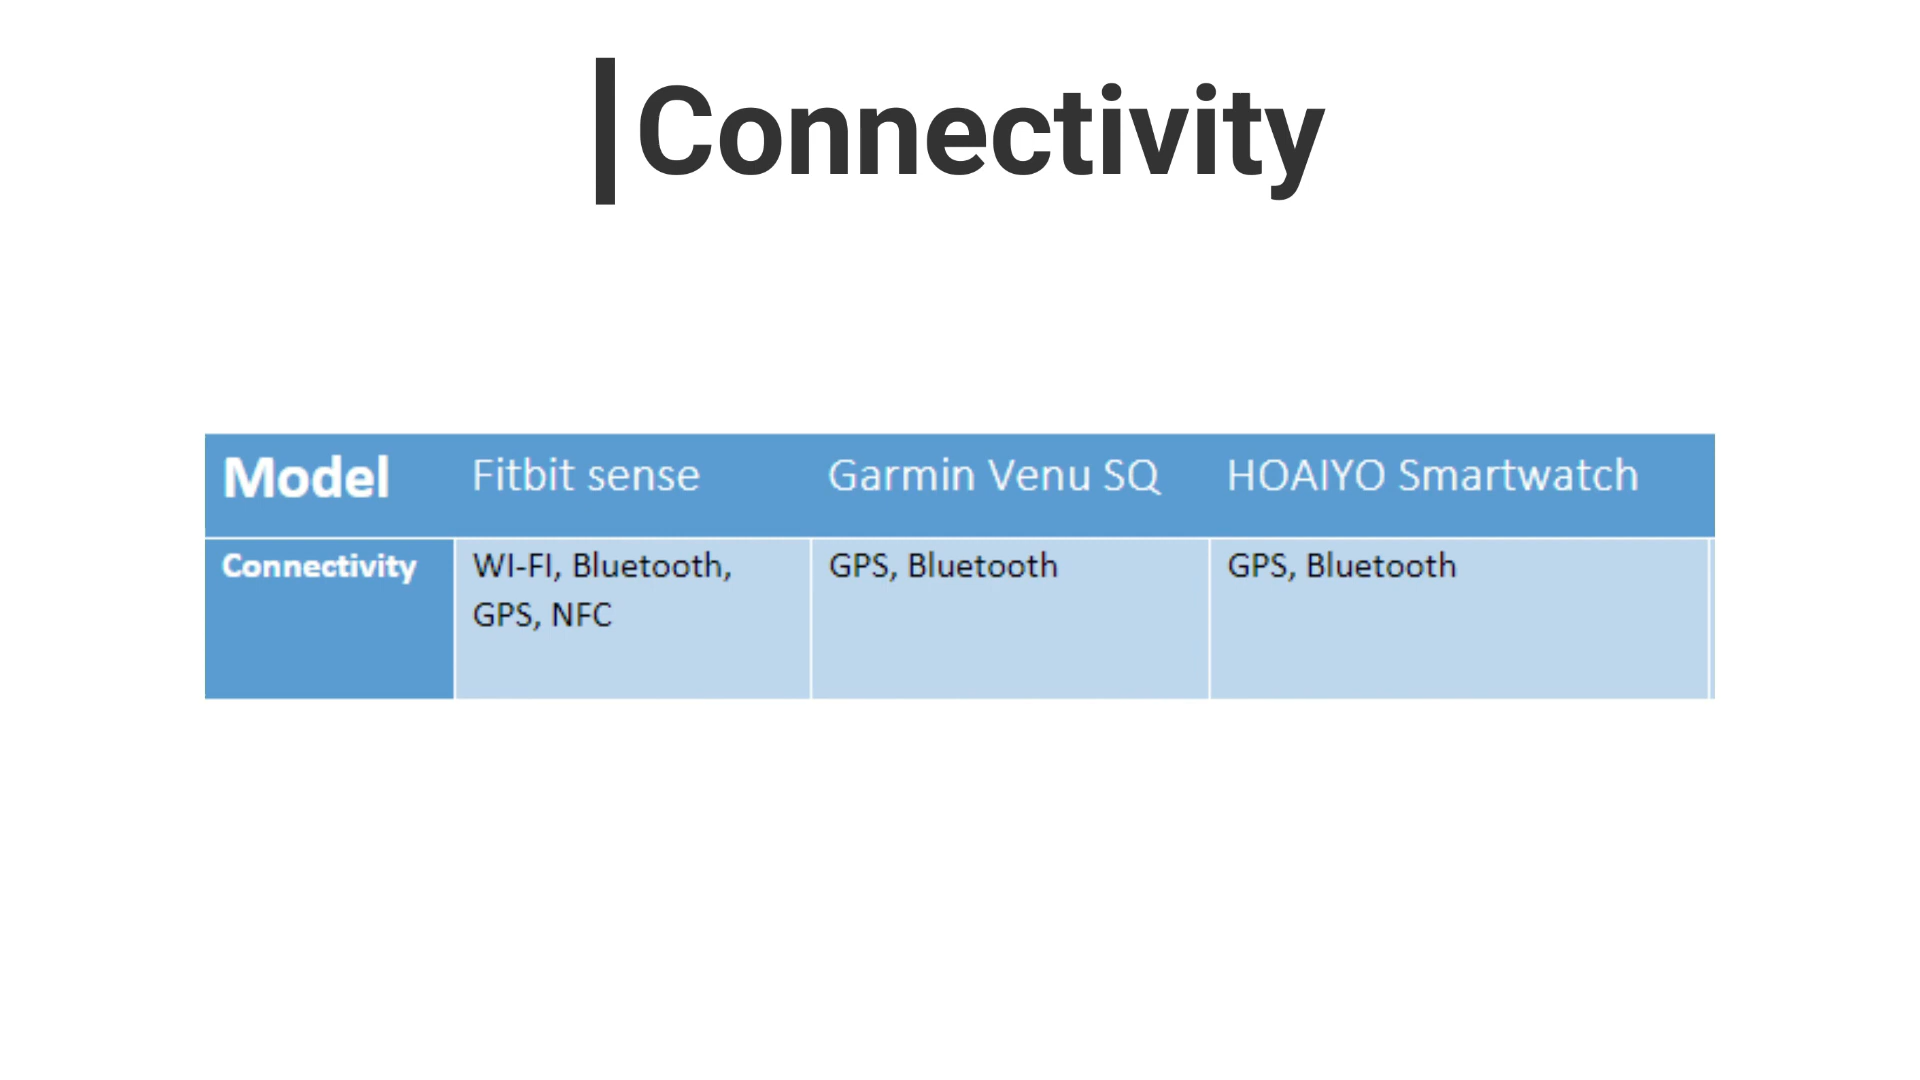 Connectivity
Model Fitbit sense Garmin Venu SQ HOAIYO Smartwatch
Connectivity WI-FI, Bluetooth, GPS, Bluetooth GPS, Bluetooth
GPS, NFC